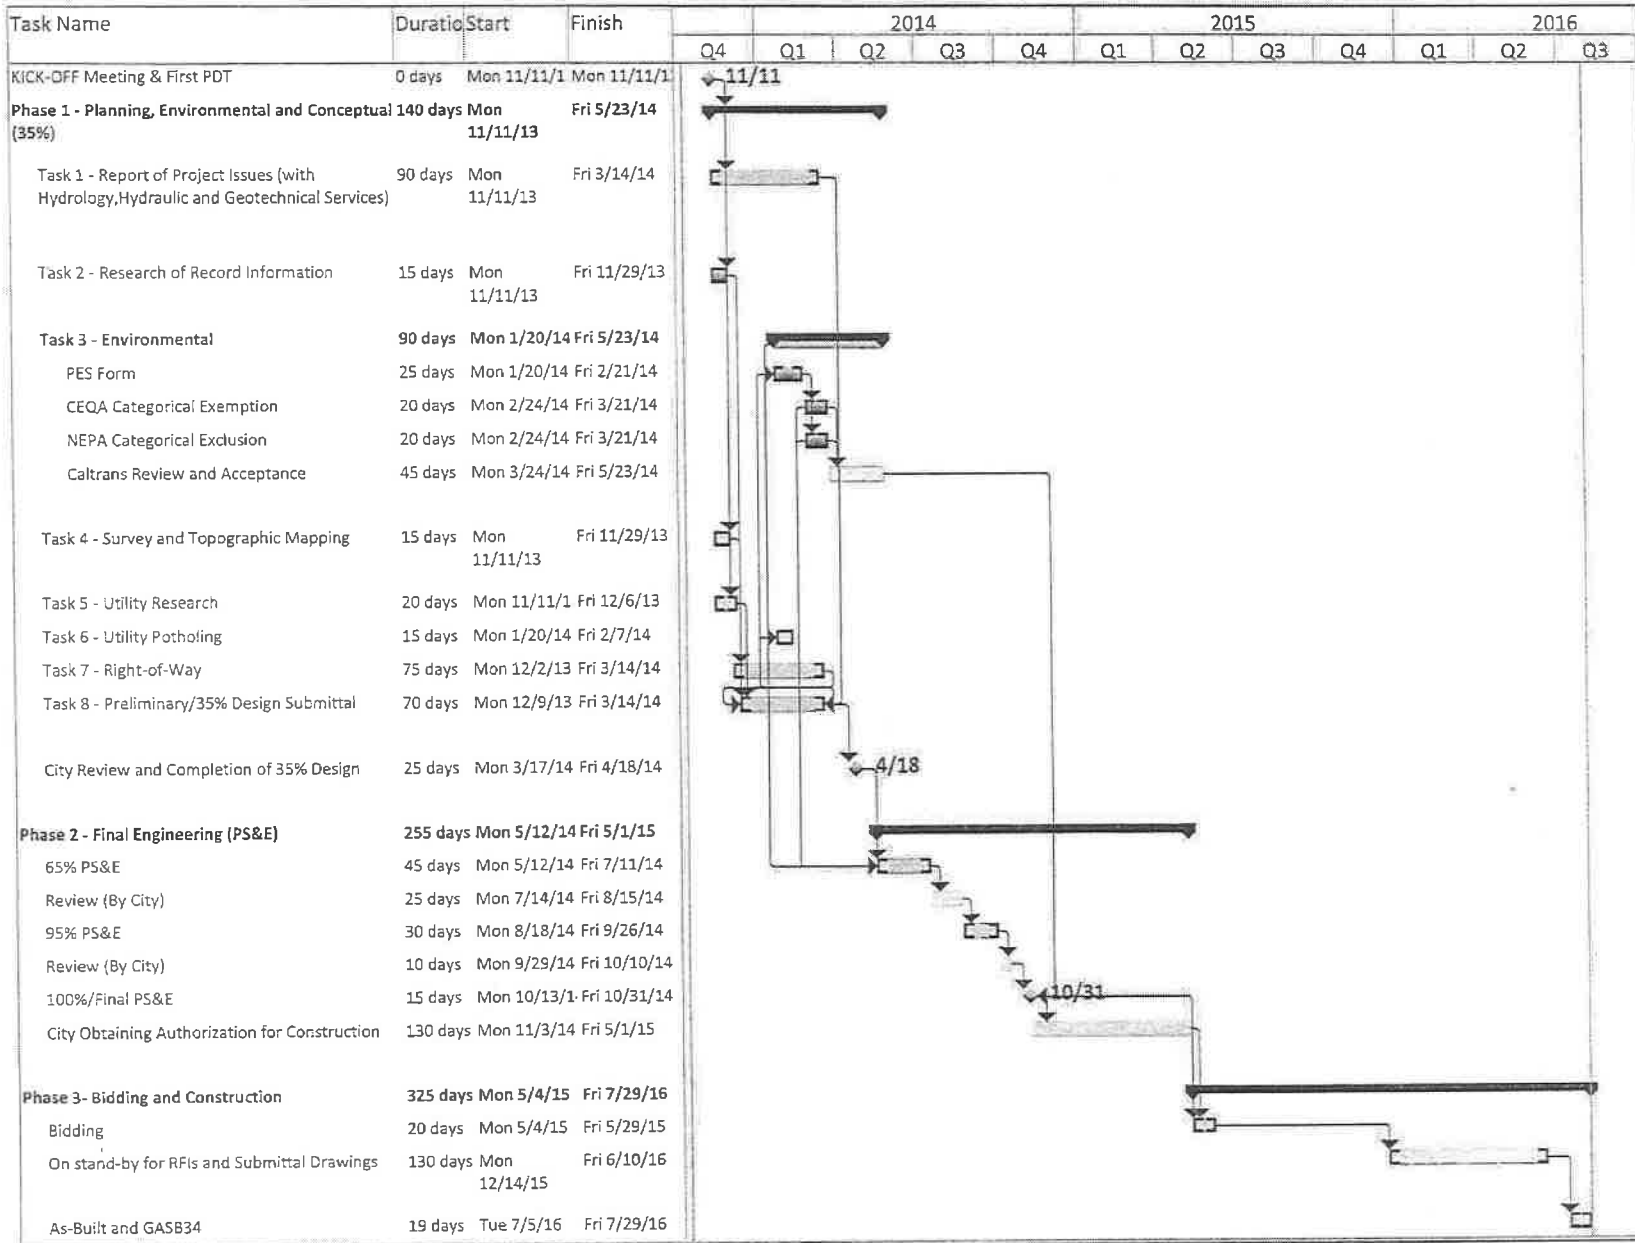 Task Name Duratio Start Finish 2014 2015 2016
Q4 Q1 Q2 Q3 Q4 Q1 Q2 Q3 Q4 Q1 Q2 Q3
KICK-OFF Meeting & First PDT 0 days Mon 11/11/1 Mon 11/11/1 11/11
Phase 1 - Planning, Environmental and Conceptual 140 days Mon Fri 5/23/14
(35%) 11/11/13
Task 1 - Report of Project Issues (with 90 days Mon Fri 3/14/14
Hydrology,Hydraulic and Geotechnical Services) 11/11/13
Task 2 - Research of Record Information 15 days Mon Fri 11/29/13
11/11/13
Task 3 - Environmental 90 days Mon 1/20/14 Fri 5/23/14
PES Form 25 days Mon 1/20/14 Fri 2/21/14
CEQA Categorical Exemption 20 days Mon 2/24/14 Fri 3/21/14
NEPA Categorical Exclusion 20 days Mon 2/24/14 Fri 3/21/14
Caltrans Review and Acceptance 45 days Mon 3/24/14 Fri 5/23/14
Task 4 - Survey and Topographic Mapping 15 days Mon Fri 11/29/13
11/11/13
Task 5 - Utility Research 20 days Mon 11/11/1 Fri 12/6/13
Task 6 - Utility Potholing 15 days Mon 1/20/14 Fri 2/7/14
Task 7 - Right-of-Way 75 days Mon 12/2/13 Fri 3/14/14
Task 8 - Preliminary/35% Design Submittal 70 days Mon 12/9/13 Fri 3/14/14
City Review and Completion of 35% Design 25 days Mon 3/17/14 Fri 4/18/14 4/18
Phase 2 - Final Engineering (PS&E) 255 days Mon 5/12/14 Fri 5/1/15
65% PS&E 45 days Mon 5/12/14 Fri 7/11/14
Review (By City) 25 days Mon 7/14/14 Fri 8/15/14
95% PS&E 30 days Mon 8/18/14 Fri 9/26/14
Review (By City) 10 days Mon 9/29/14 Fri 10/10/14
100%/Final PS&E 15 days Mon 10/13/1 Fri 10/31/14 10/31
City Obtaining Authorization for Construction 130 days Mon 11/3/14 Fri 5/1/15
Phase 3- Bidding and Construction 325 days Mon 5/4/15 Fri 7/29/16
Bidding 20 days Mon 5/4/15 Fri 5/29/15
On stand-by for RFIs and Submittal Drawings 130 days Mon Fri 6/10/16
12/14/15
As-Built and GASB34 19 days Tue 7/5/16 Fri 7/29/16